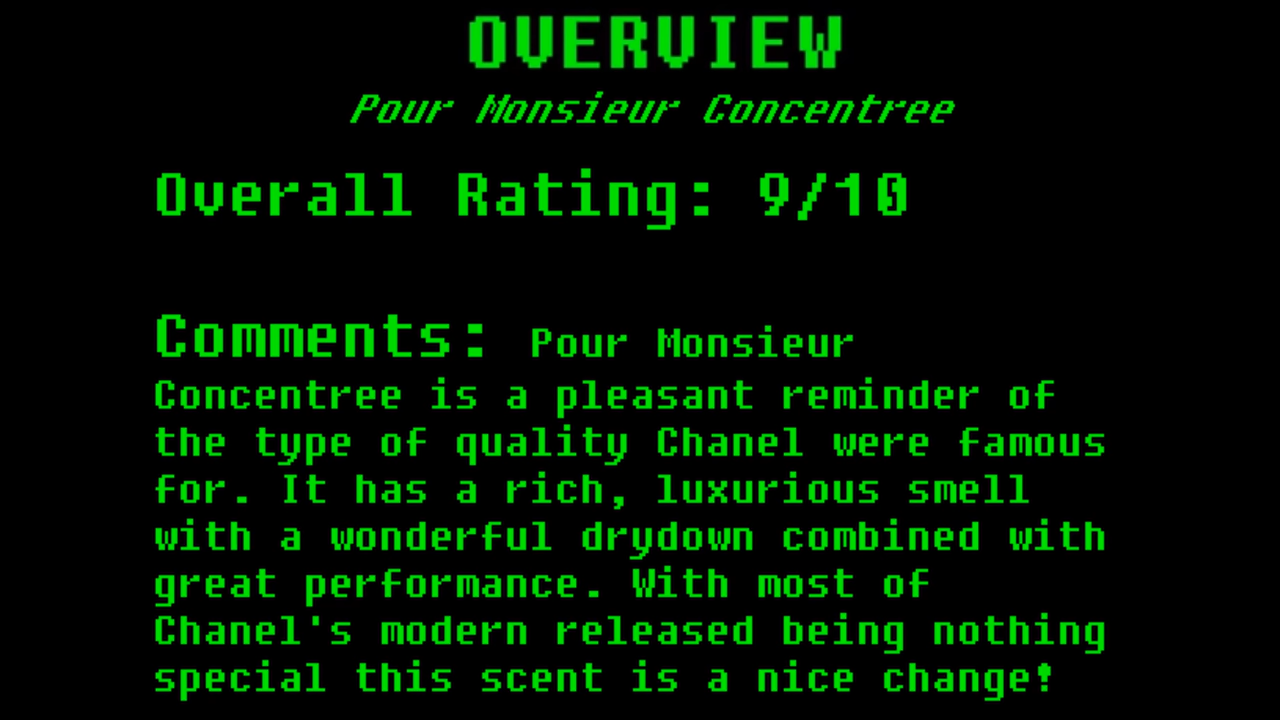 OVERVIEW
Pour Monsieur Concentree
Overall Rating: 9/10
Comments: Pour Monsieur
Concentree is a pleasant reminder of
the type of quality Chanel were famous
for. It has a rich, luxurious smell
with a wonderful drydown combined with
great performance. With most of
Chanel's modern released being nothing
special this scent is a nice change!